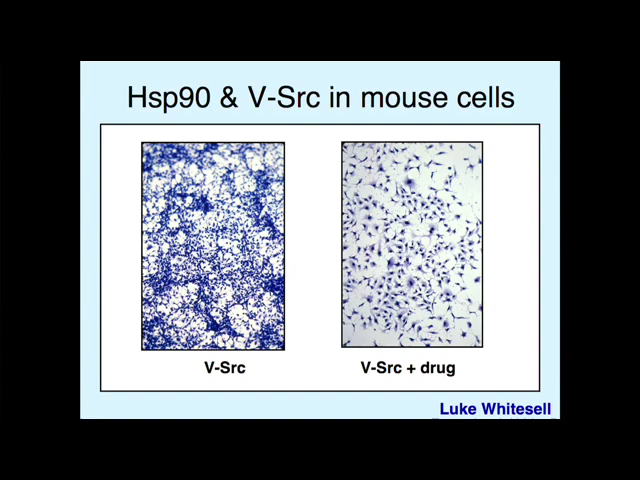 Hsp90 & V-Src in mouse cells
V-Src
V-Src + drug
Luke Whitesell